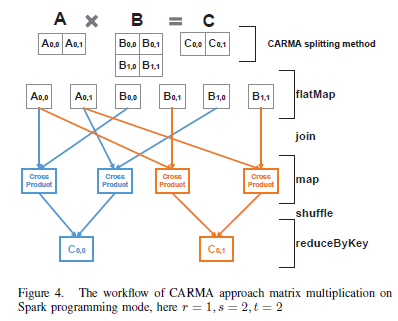 A × B = C
A0,0 A0,1 B0,0 B0,1 C0,0 C0,1 CARMA splitting method
B1,0 B1,1
A0,0 A0,1 B0,0 B0,1 B1,0 B1,1 flatMap
join
Cross Product Cross Product Cross Product Cross Product map
shuffle
C0,0 C0,1 reduceByKey
Figure 4. The workflow of CARMA approach matrix multiplication on
Spark programming mode, here r = 1, s = 2, t = 2